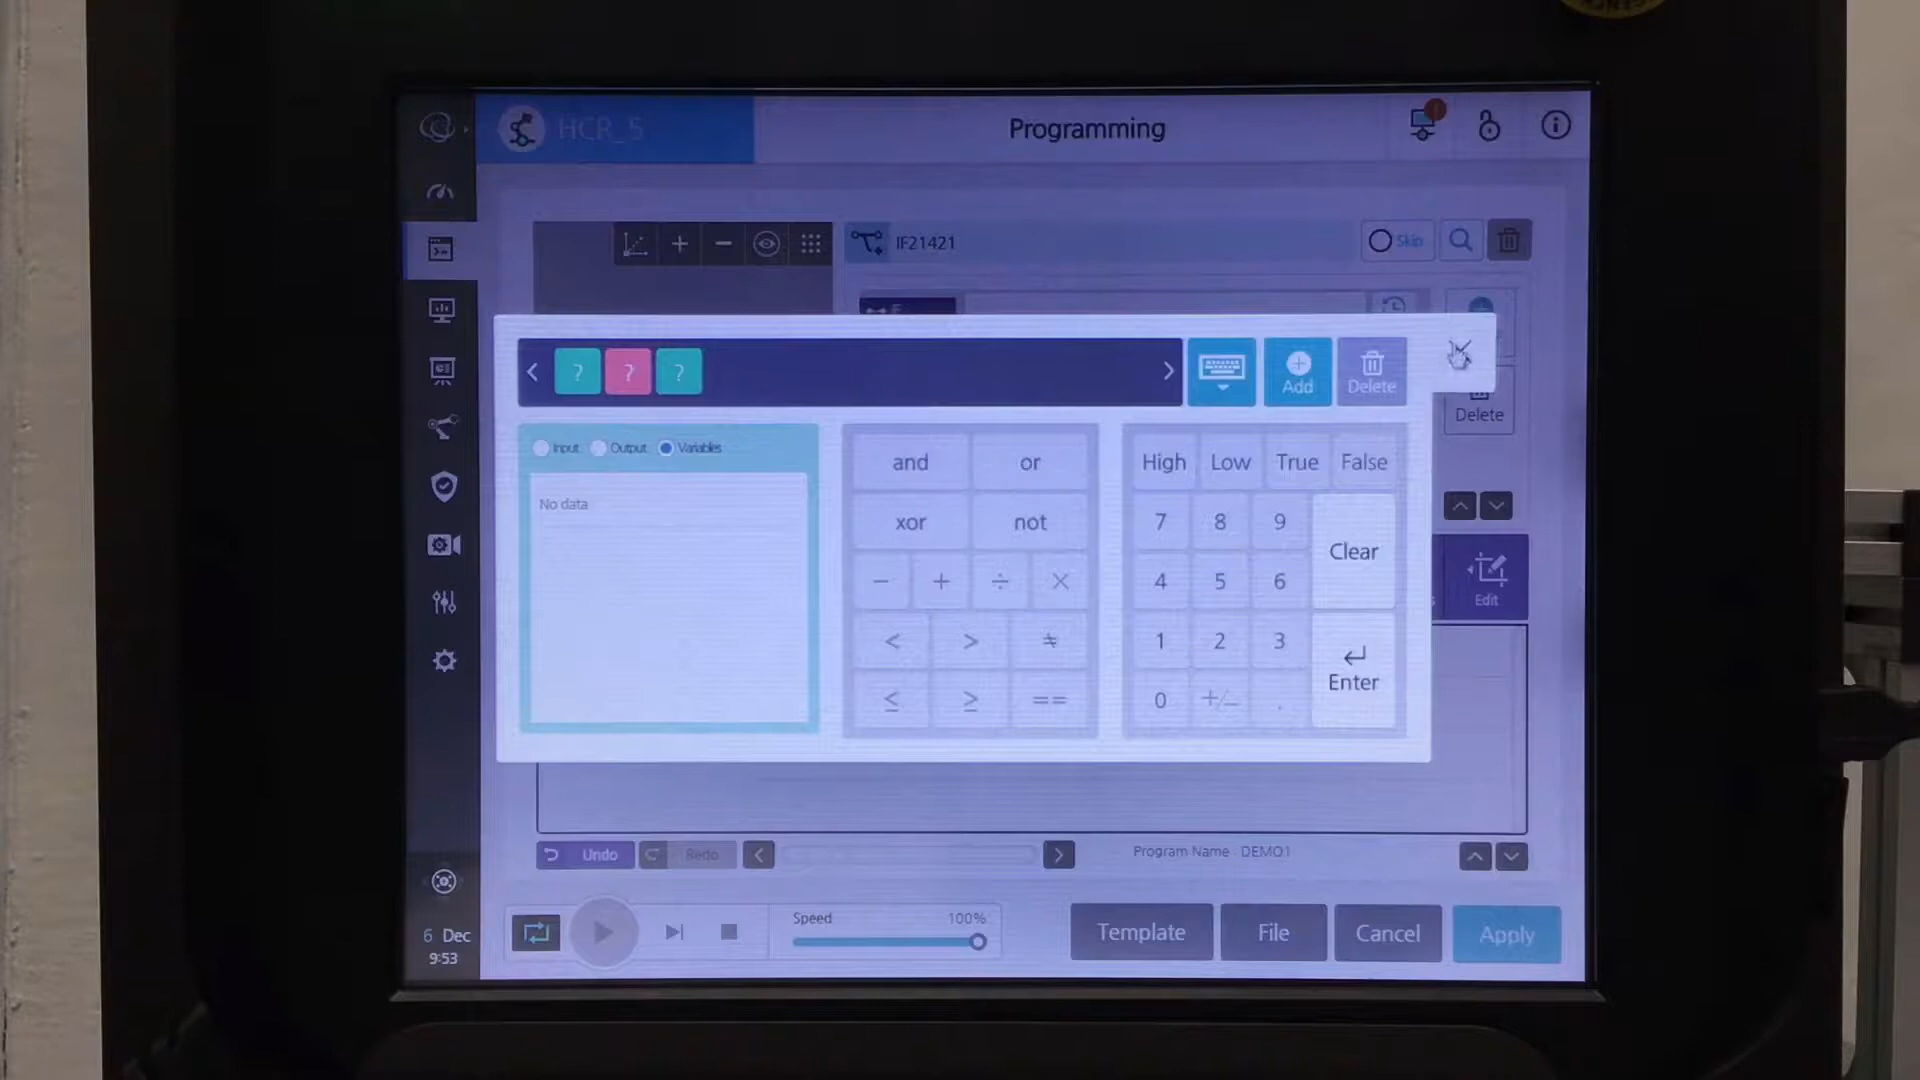 HCR_5
Programming
IF21421
Skip
? ? ?
Add
Delete
Delete
Input Output Variables
No data
and or
xor not
− + ÷ ×
< > ≠
≤ ≥ ==
High Low True False
7 8 9
Clear
4 5 6
1 2 3
Enter
0 +/− .
Edit
Undo
Redo
Program Name : DEMO1
Speed 100%
Template
File
Cancel
Apply
6 Dec
9:53